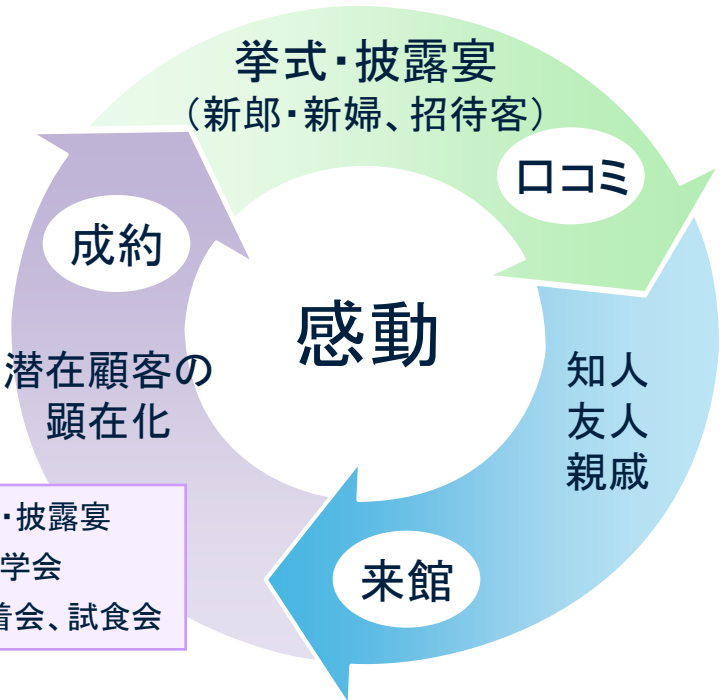 挙式・披露宴
（新郎・新婦、招待客）
口コミ
成約
感動
潜在顧客の
顕在化
知人
友人
親戚
来館
・披露宴
学会
会、試食会